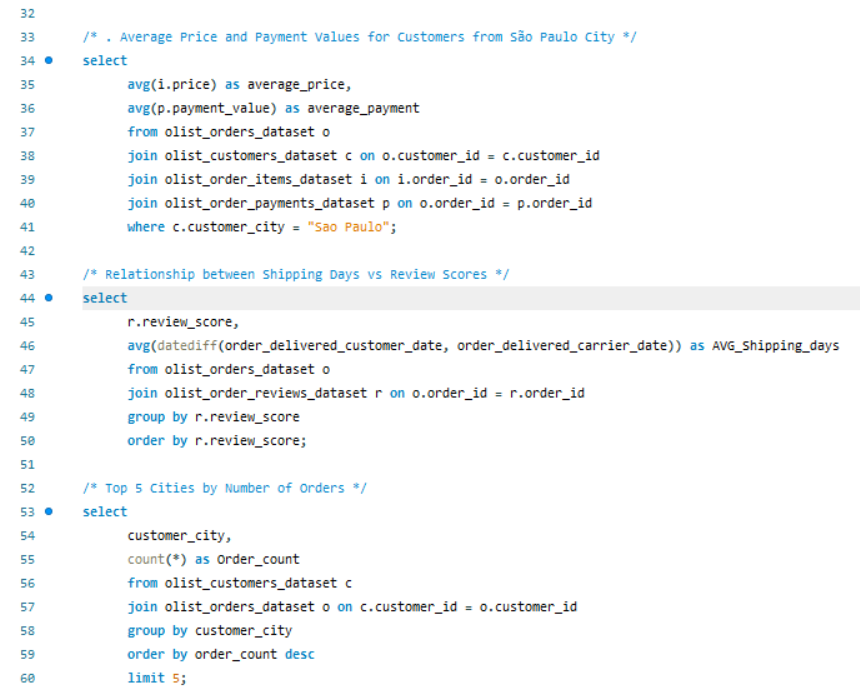 32
33 /* . Average Price and Payment Values for Customers from São Paulo City */
34 select
35 avg(i.price) as average_price,
36 avg(p.payment_value) as average_payment
37 from olist_orders_dataset o
38 join olist_customers_dataset c on o.customer_id = c.customer_id
39 join olist_order_items_dataset i on i.order_id = o.order_id
40 join olist_order_payments_dataset p on o.order_id = p.order_id
41 where c.customer_city = "Sao Paulo";
42
43 /* Relationship between Shipping Days vs Review Scores */
44 select
45 r.review_score,
46 avg(datediff(order_delivered_customer_date, order_delivered_carrier_date)) as AVG_Shipping_days
47 from olist_orders_dataset o
48 join olist_order_reviews_dataset r on o.order_id = r.order_id
49 group by r.review_score
50 order by r.review_score;
51
52 /* Top 5 Cities by Number of Orders */
53 select
54 customer_city,
55 count(*) as Order_count
56 from olist_customers_dataset c
57 join olist_orders_dataset o on c.customer_id = o.customer_id
58 group by customer_city
59 order by order_count desc
60 limit 5;